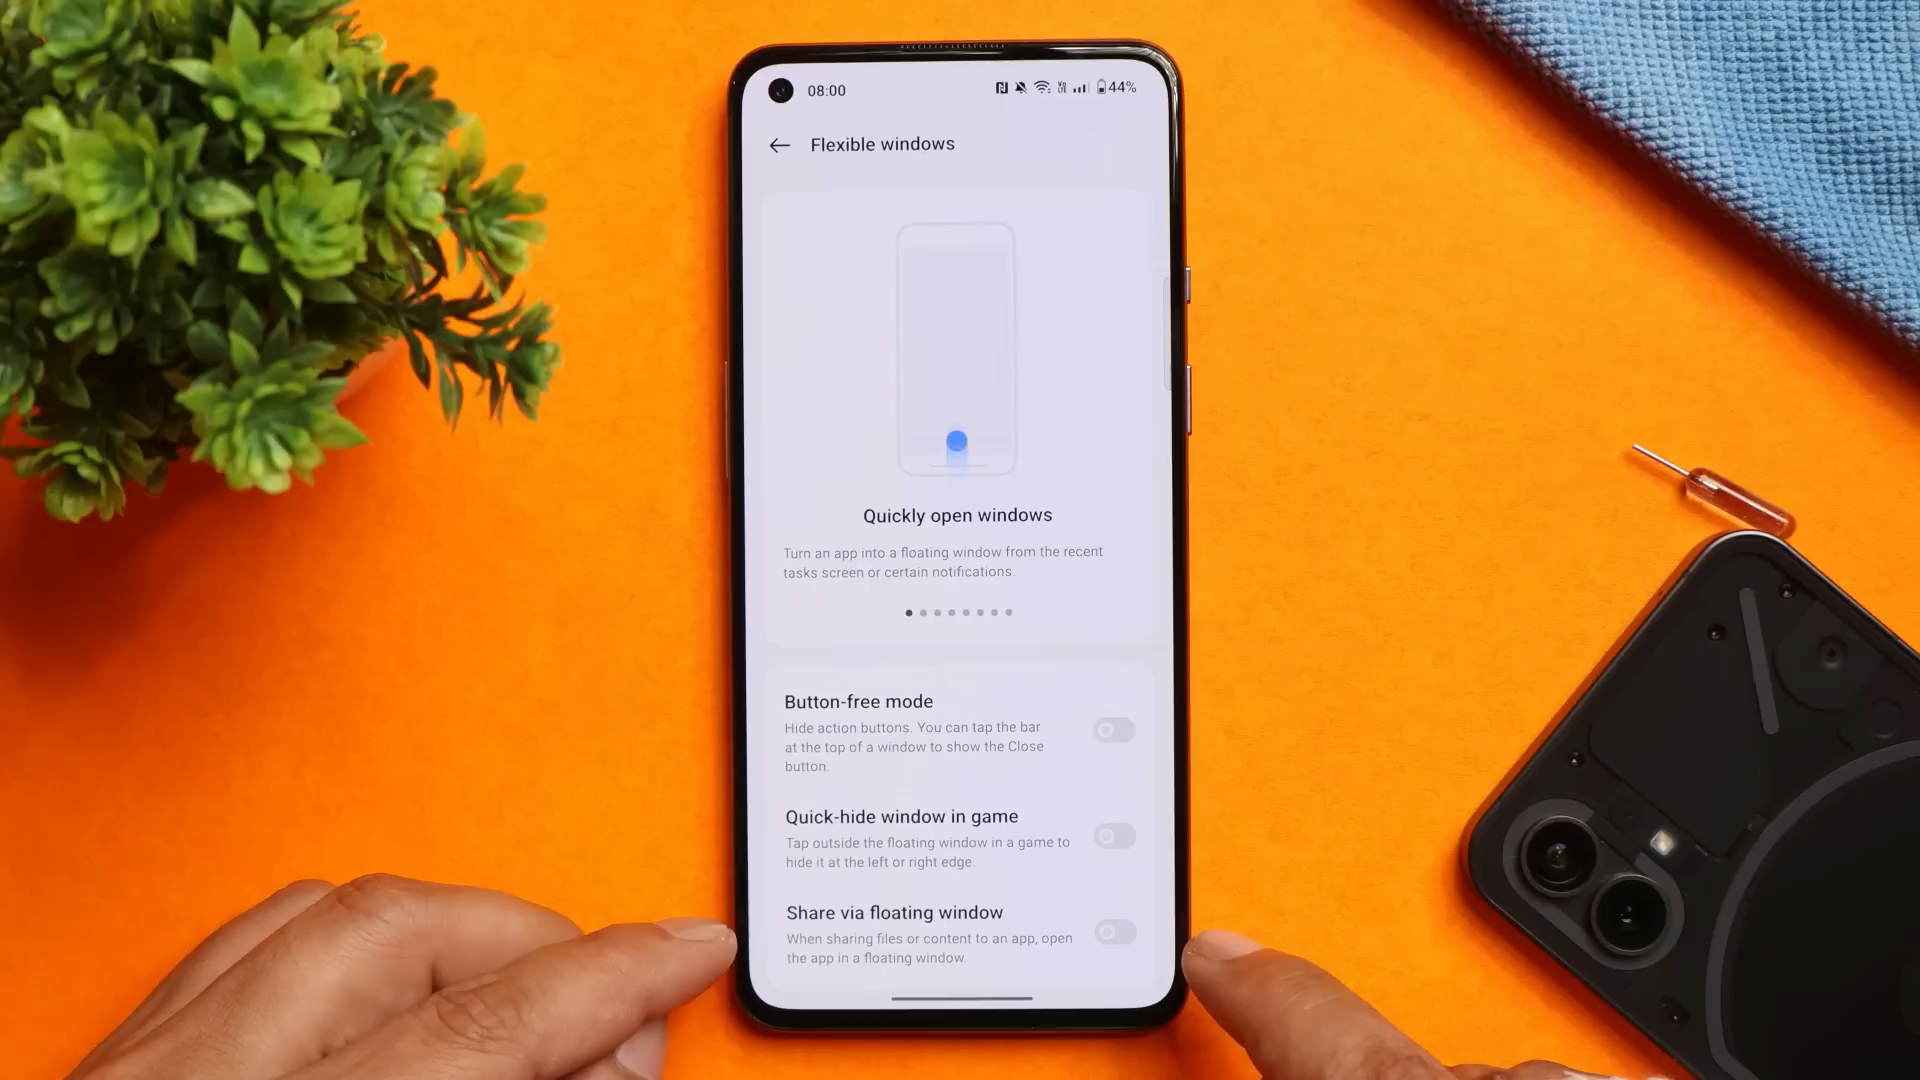 08:00
44%
Flexible windows
Quickly open windows
Turn an app into a floating window from the recent
tasks screen or certain notifications.
Button-free mode
Hide action buttons. You can tap the bar
at the top of a window to show the Close
button.
Quick-hide window in game
Tap outside the floating window in a game to
hide it at the left or right edge.
Share via floating window
When sharing files or content to an app, open
the app in a floating window.